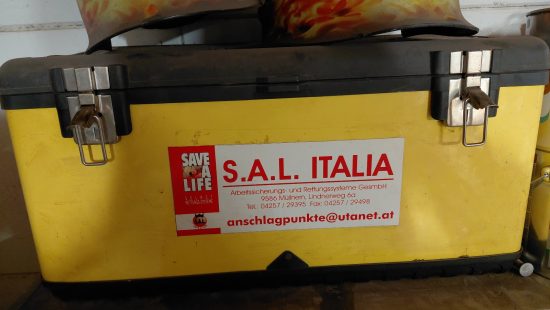 SAVE
A
LIFE
S.A.L. ITALIA
Arbeitssicherungs- und Rettungssysteme GesmbH
9586 Müllnern, Lindnerweg 6a
Tel. 04257 / 29395 Fax: 04257 / 29498
anschlagpunkte@utanet.at